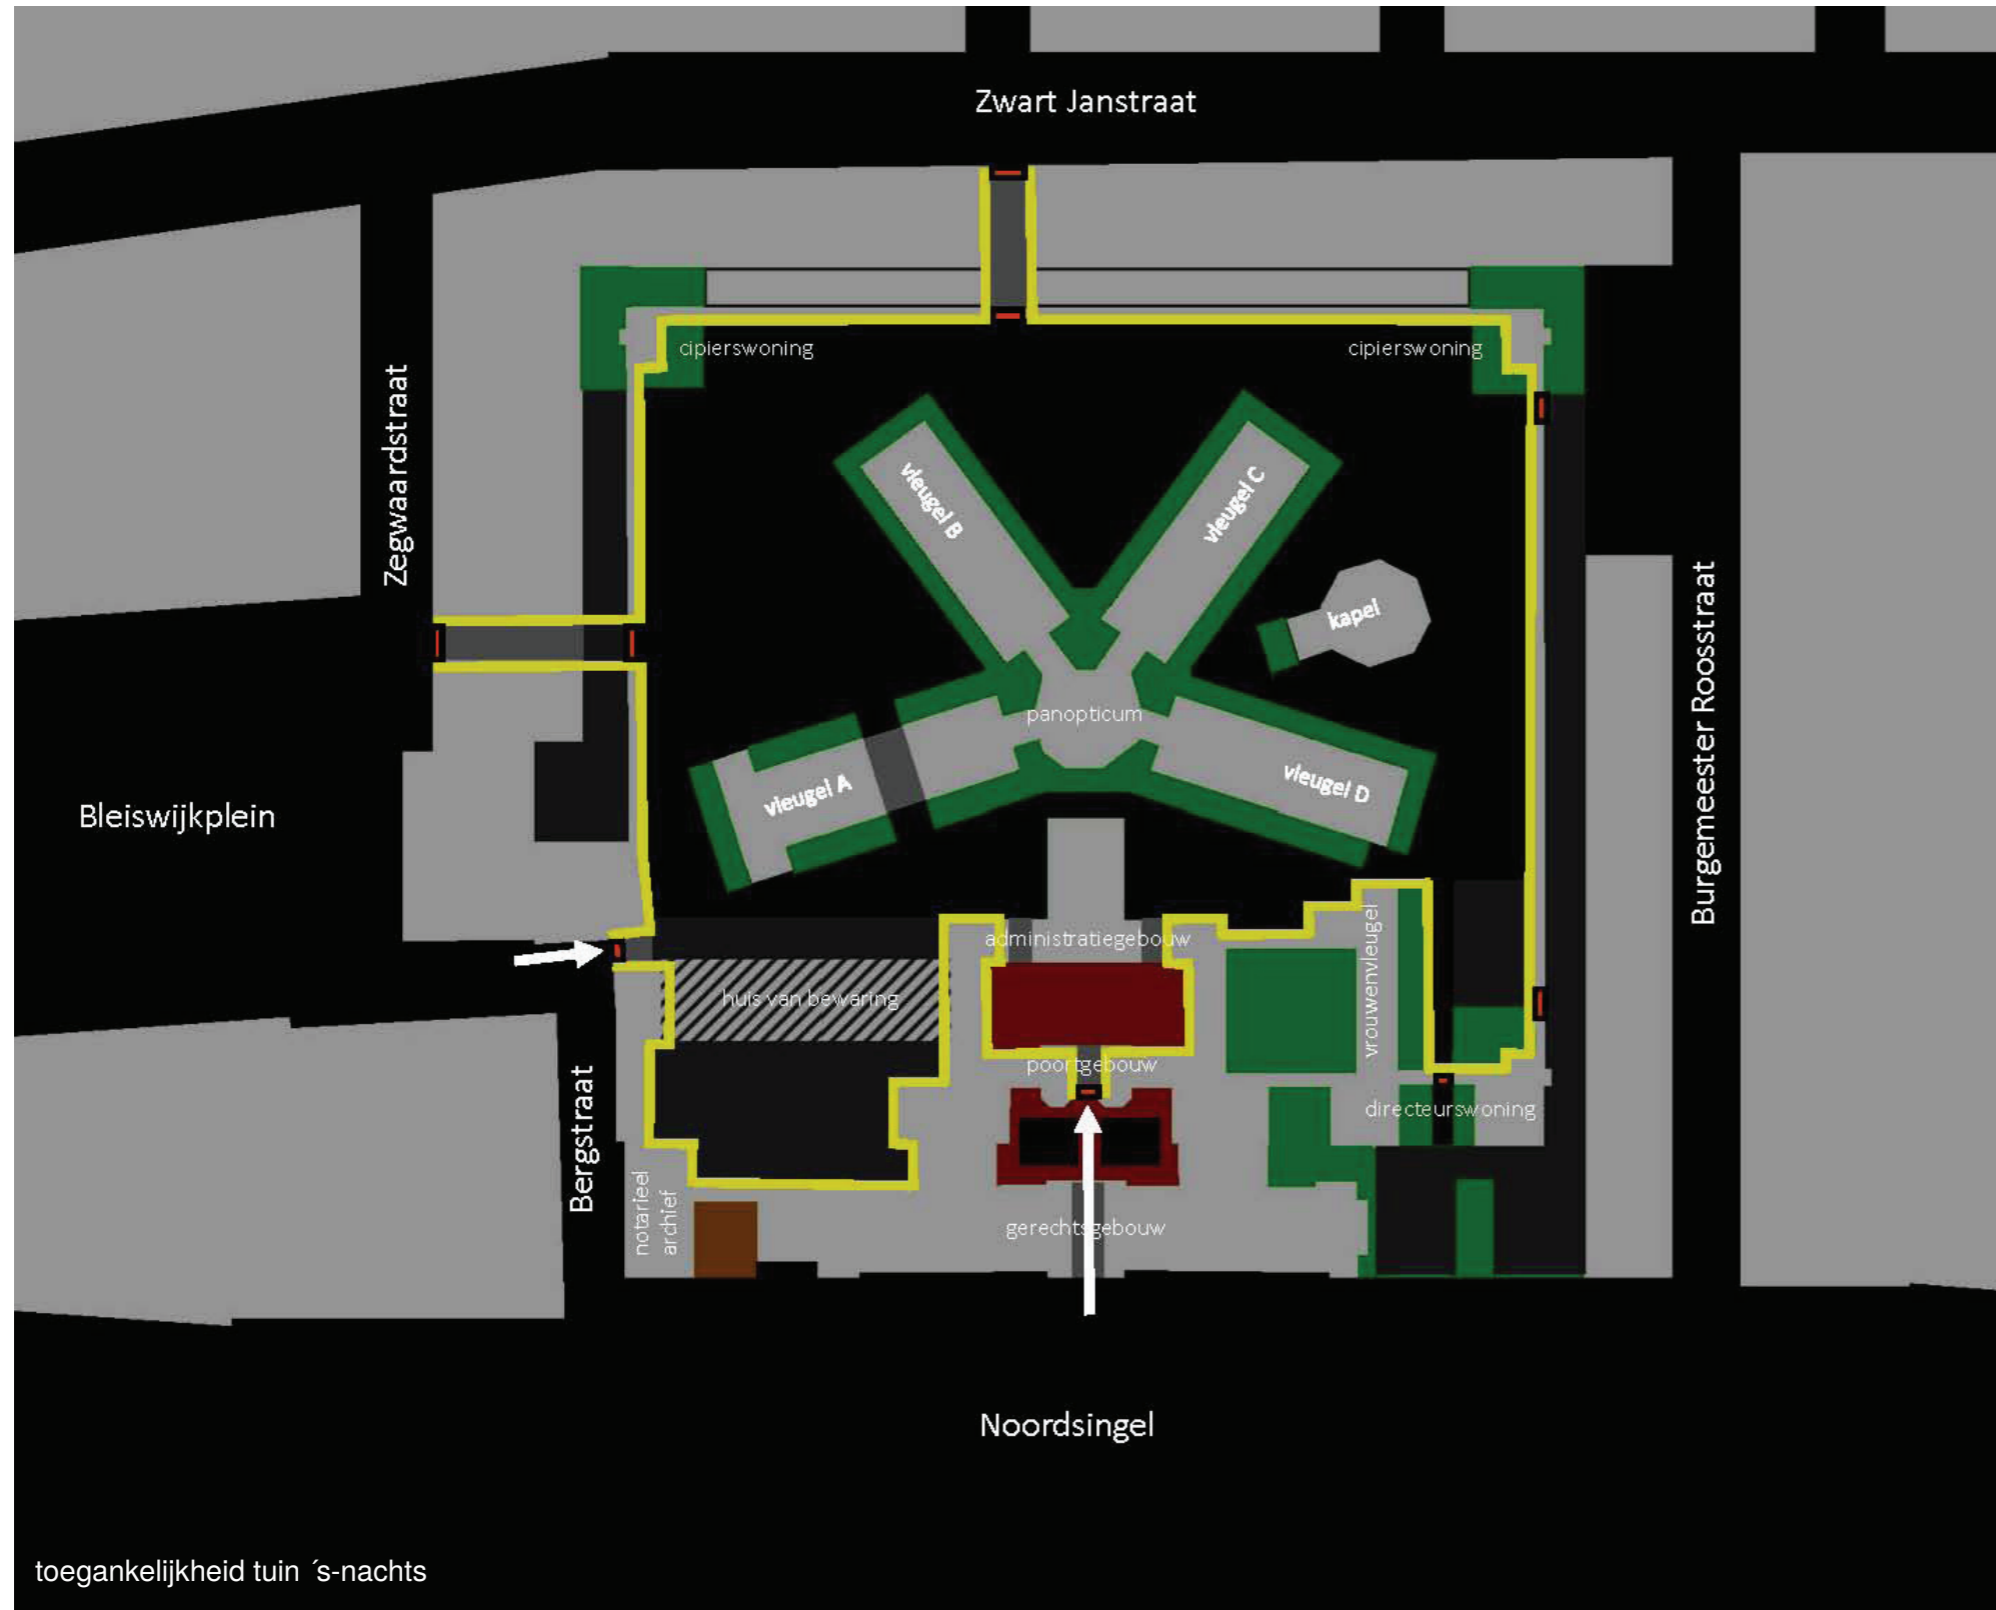 Zwart Janstraat
cipierswoning
cipierswoning
Zegwaardstraat
vleugel B
vleugel C
kapel
Burgemeester Roosstraat
panopticum
vleugel A
vleugel D
Bleiswijkplein
administratiegebouw
vrouwenvleugel
huis van bewaring
poortgebouw
directeurswoning
Bergstraat
notarieel
archief
gerechtsgebouw
Noordsingel
toegankelijkheid tuin ´s-nachts